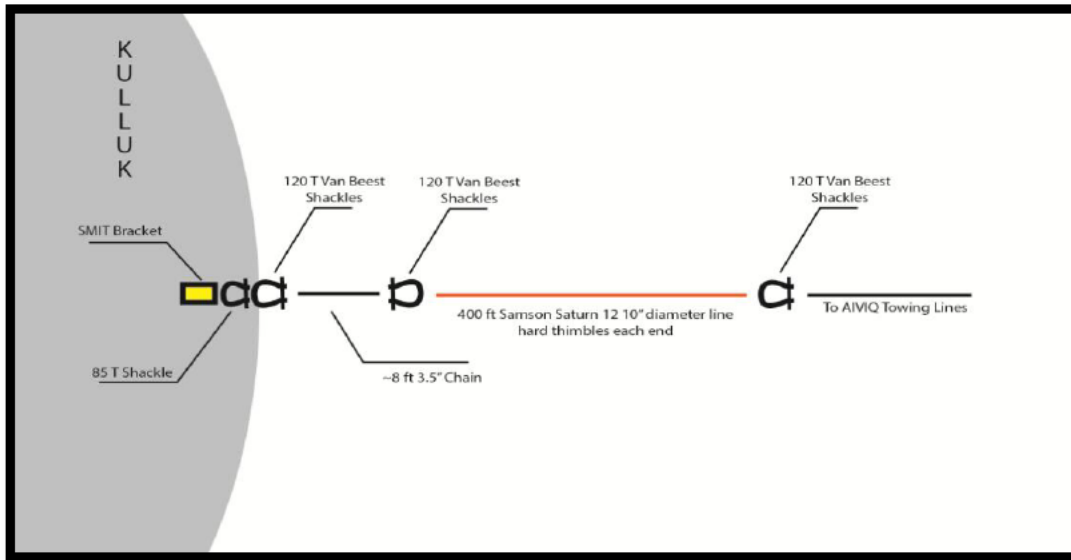 KULLUK
120 T Van Beest
Shackles
120 T Van Beest
Shackles
120 T Van Beest
Shackles
SMIT Bracket
400 ft Samson Saturn 12 10" diameter line
hard thimbles each end
To AIVIQ Towing Lines
85 T Shackle
~8 ft 3.5" Chain